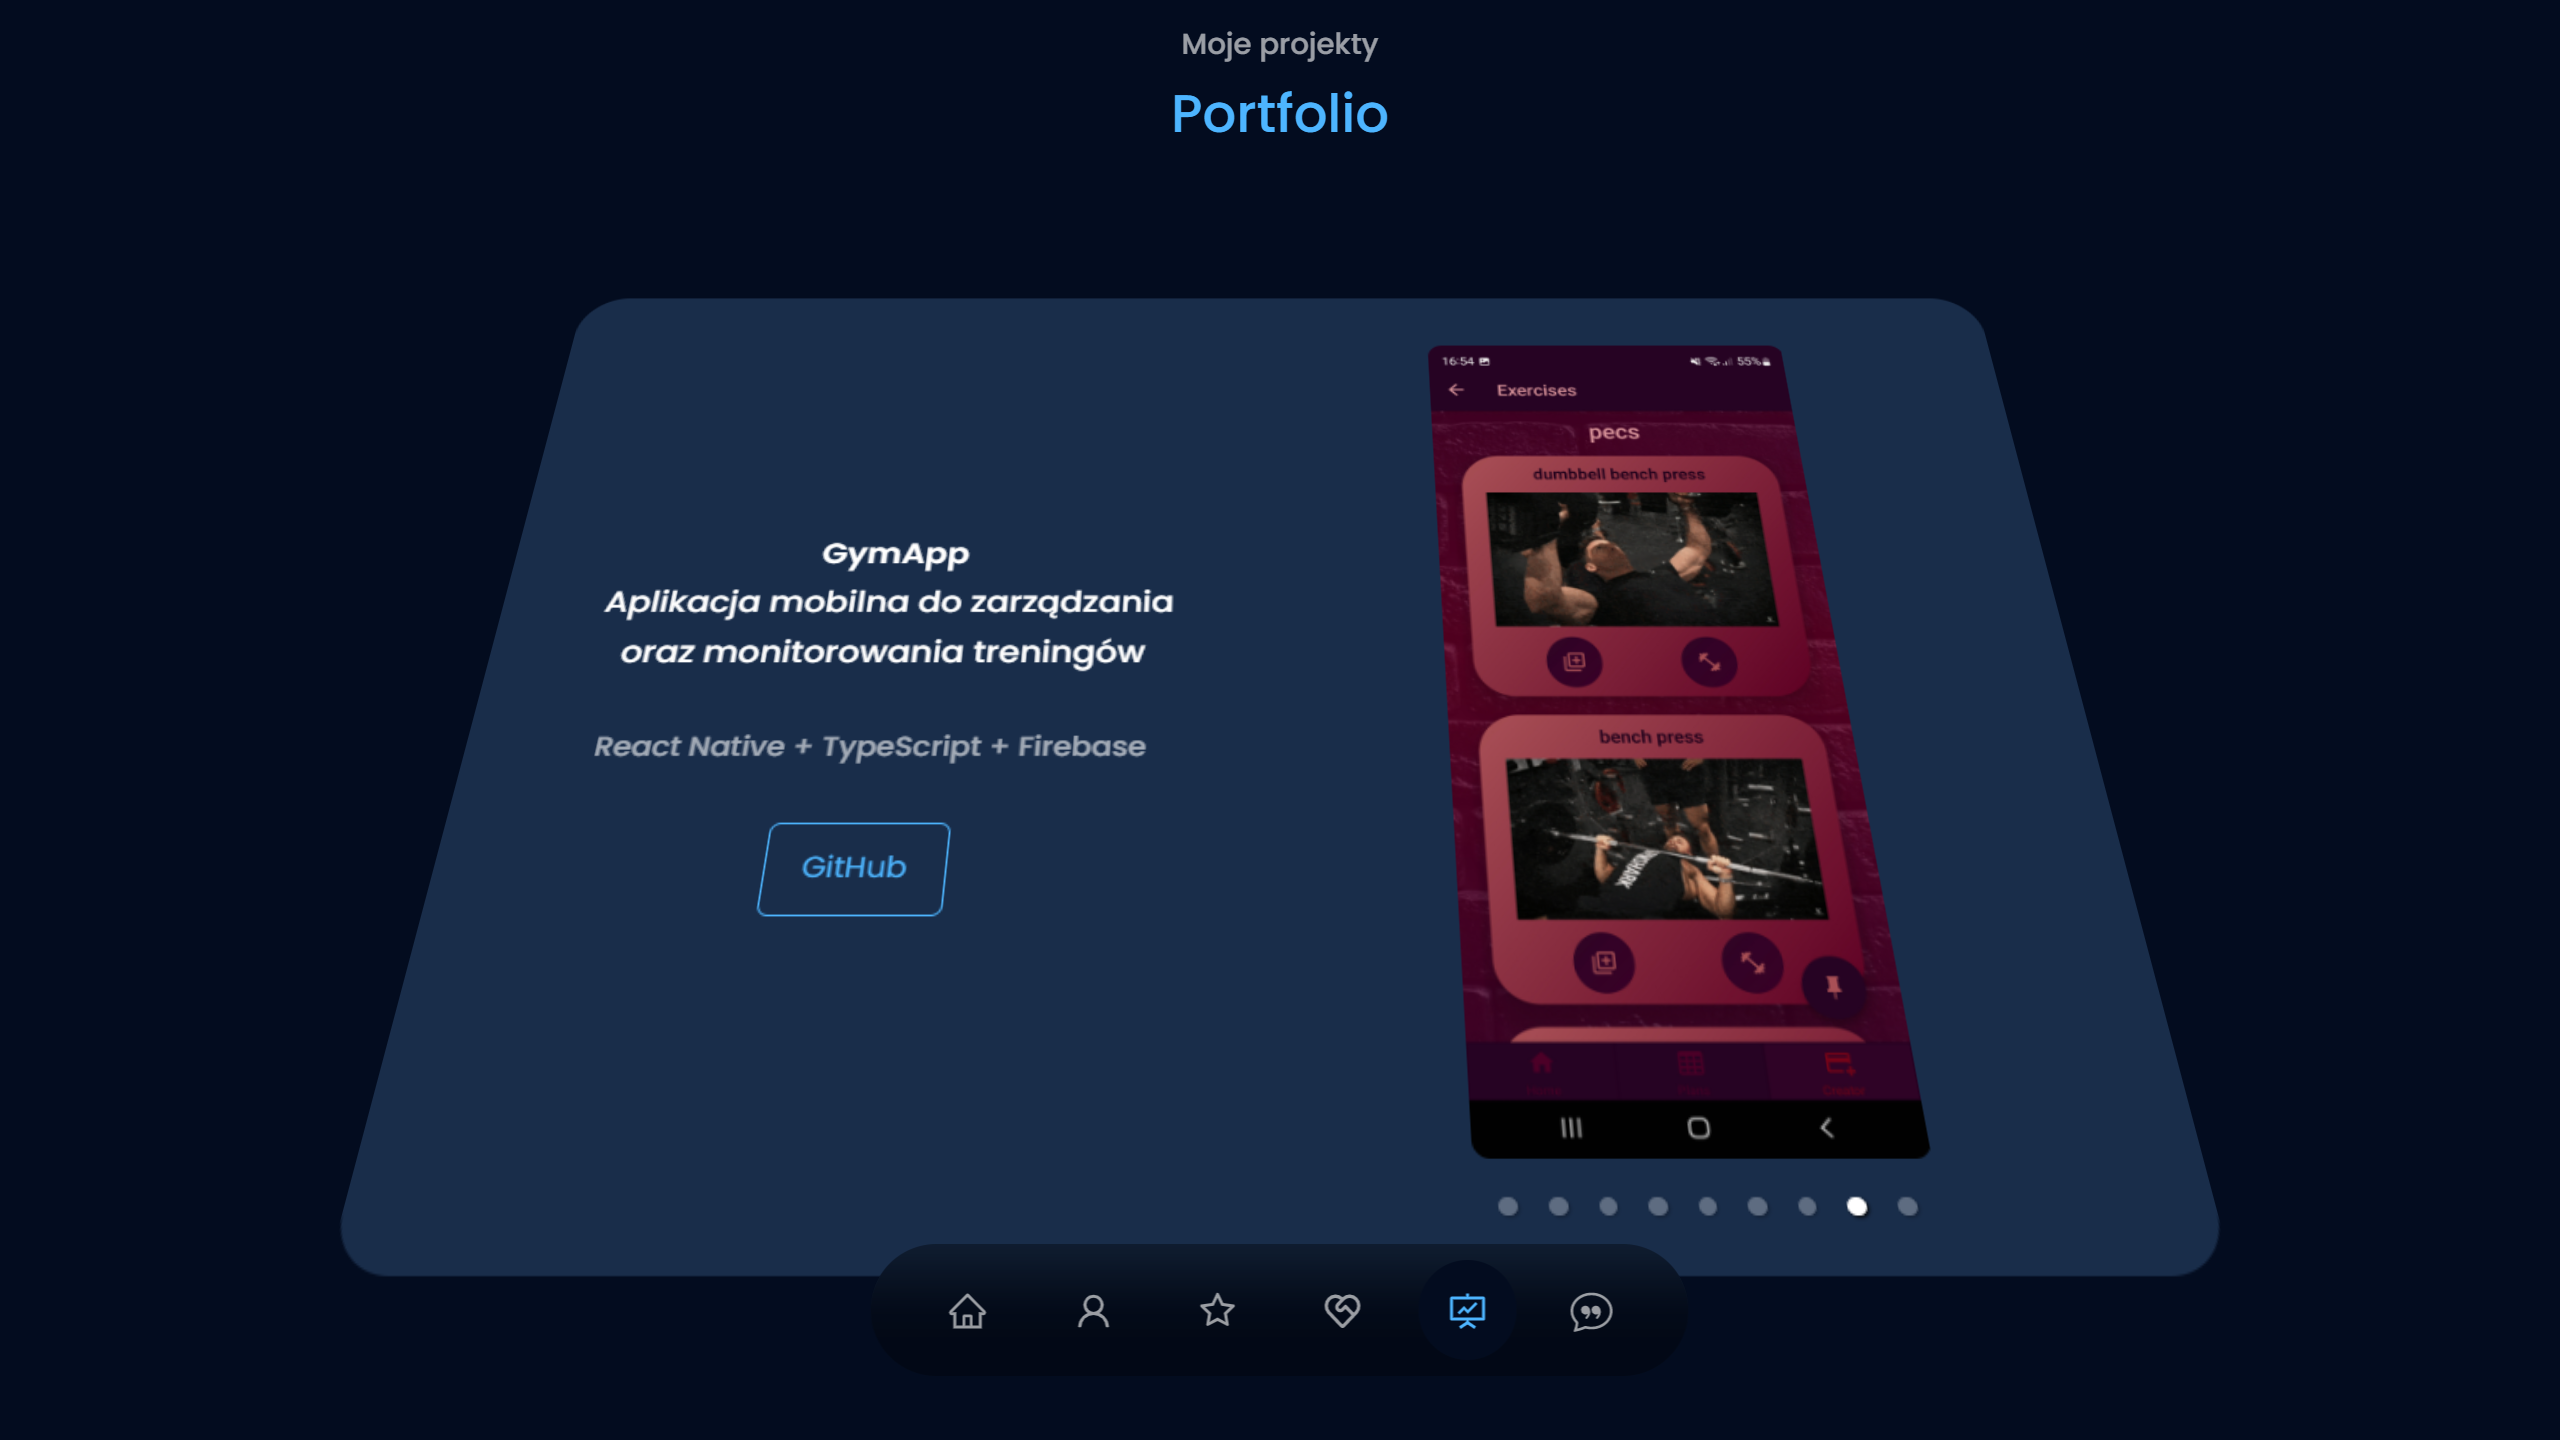 Moje projekty
Portfolio
GymApp
Aplikacja mobilna do zarządzania
oraz monitorowania treningów
React Native + TypeScript + Firebase
GitHub
16:54
55%
Exercises
pecs
dumbbell bench press
bench press
Creator